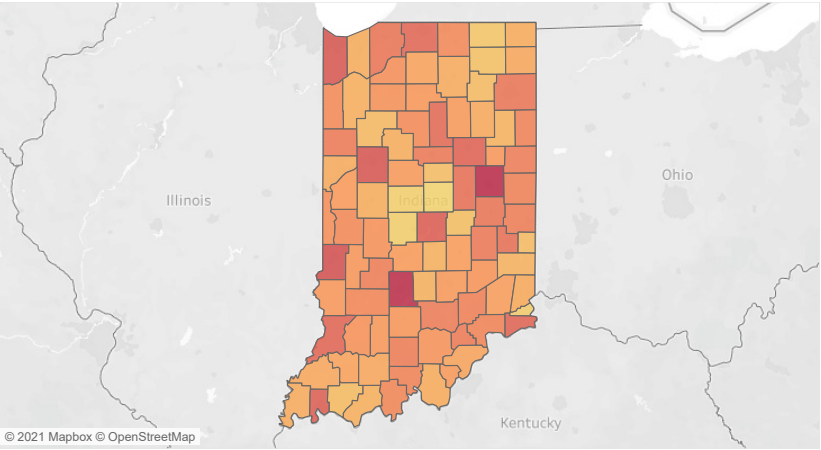 Illinois
Indiana
Ohio
Kentucky
© 2021 Mapbox © OpenStreetMap